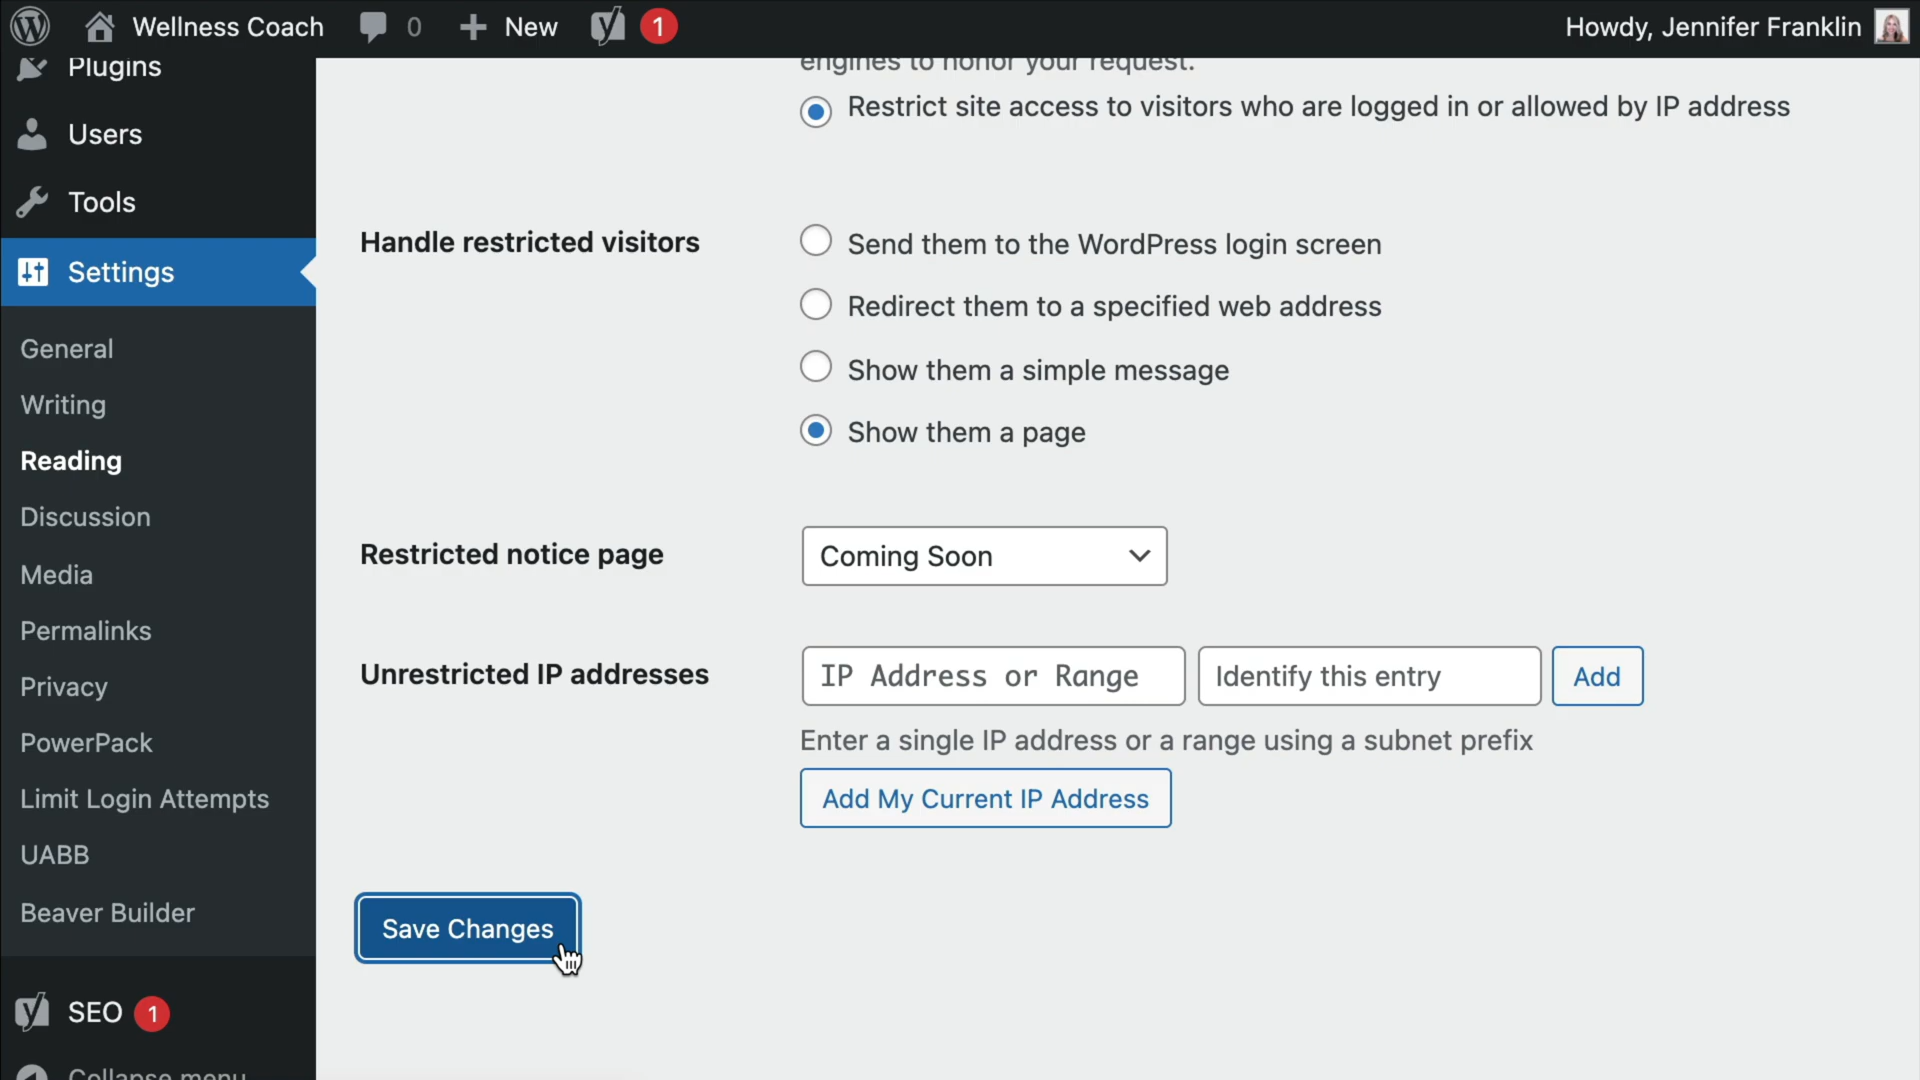 Wellness Coach 0 New 1 Howdy, Jennifer Franklin
Plugins
Users
Tools
Settings
General
Writing
Reading
Discussion
Media
Permalinks
Privacy
PowerPack
Limit Login Attempts
UABB
Beaver Builder
SEO 1
Collapse menu
engines to honor your request.
Restrict site access to visitors who are logged in or allowed by IP address
Handle restricted visitors
Send them to the WordPress login screen
Redirect them to a specified web address
Show them a simple message
Show them a page
Restricted notice page
Coming Soon
Unrestricted IP addresses
IP Address or Range Identify this entry Add
Enter a single IP address or a range using a subnet prefix
Add My Current IP Address
Save Changes